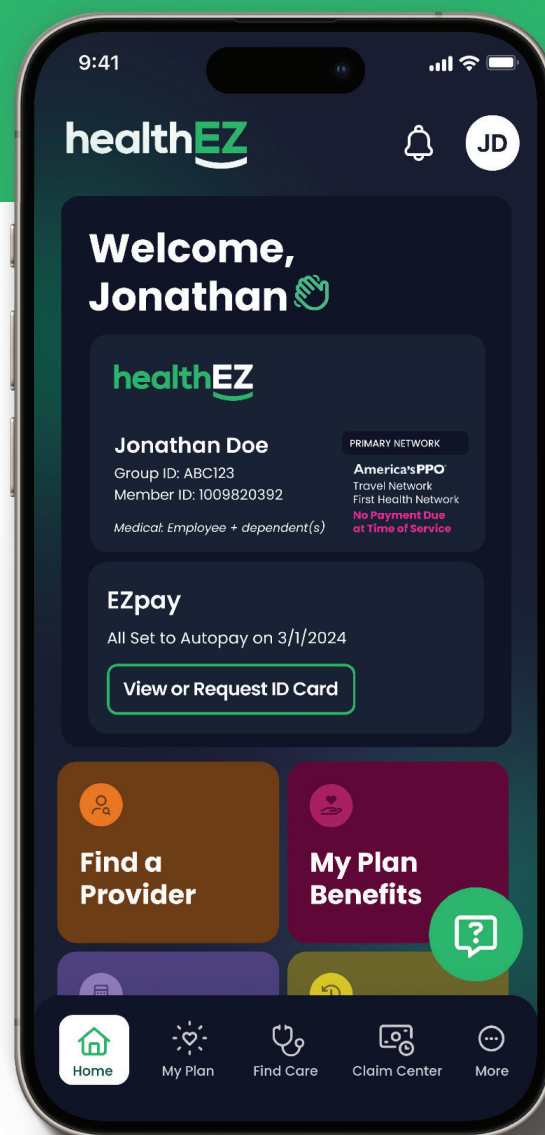 9:41
healthEZ
JD
Welcome,
Jonathan
healthEZ
Jonathan Doe
Group ID: ABC123
Member ID: 1009820392
Medical: Employee + dependent(s)
PRIMARY NETWORK
America'sPPO
Travel Network
First Health Network
No Payment Due
at Time of Service
EZpay
All Set to Autopay on 3/1/2024
View or Request ID Card
Find a
Provider
My Plan
Benefits
?
Home
My Plan
Find Care
Claim Center
More